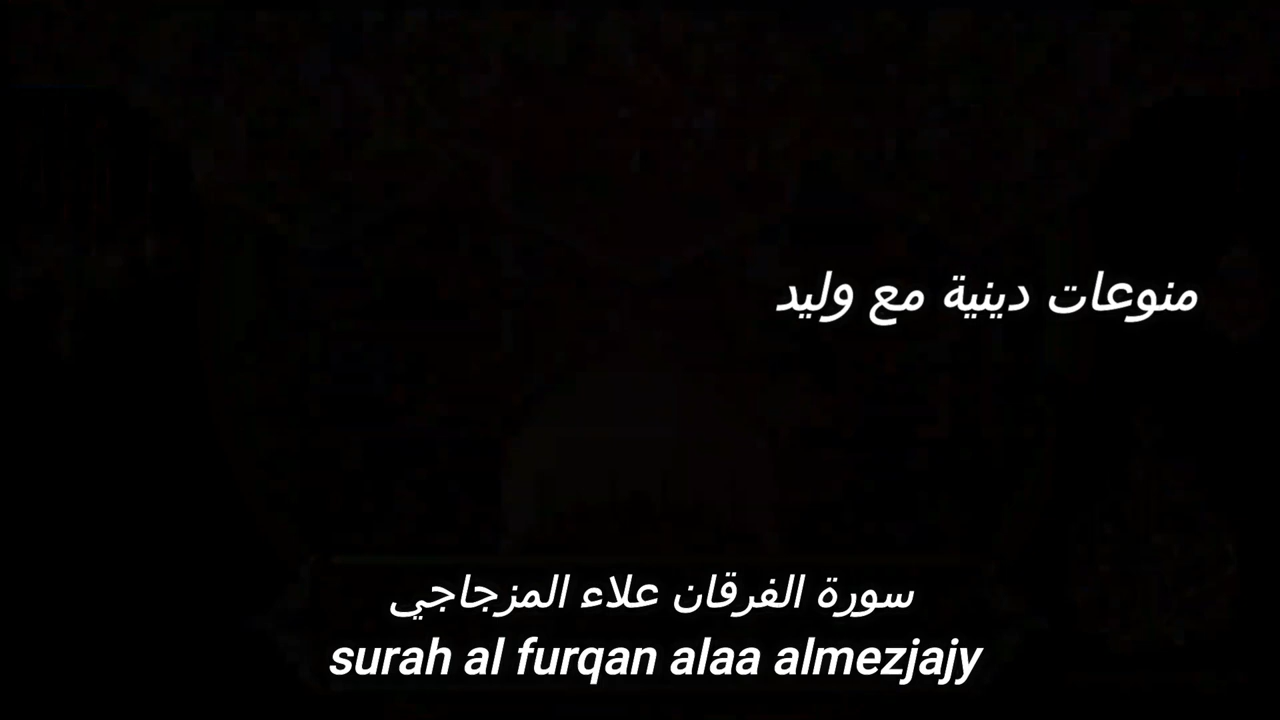 منوعات دينية مع وليد
سورة الفرقان علاء المزجاجي
surah al furqan alaa almezjajy